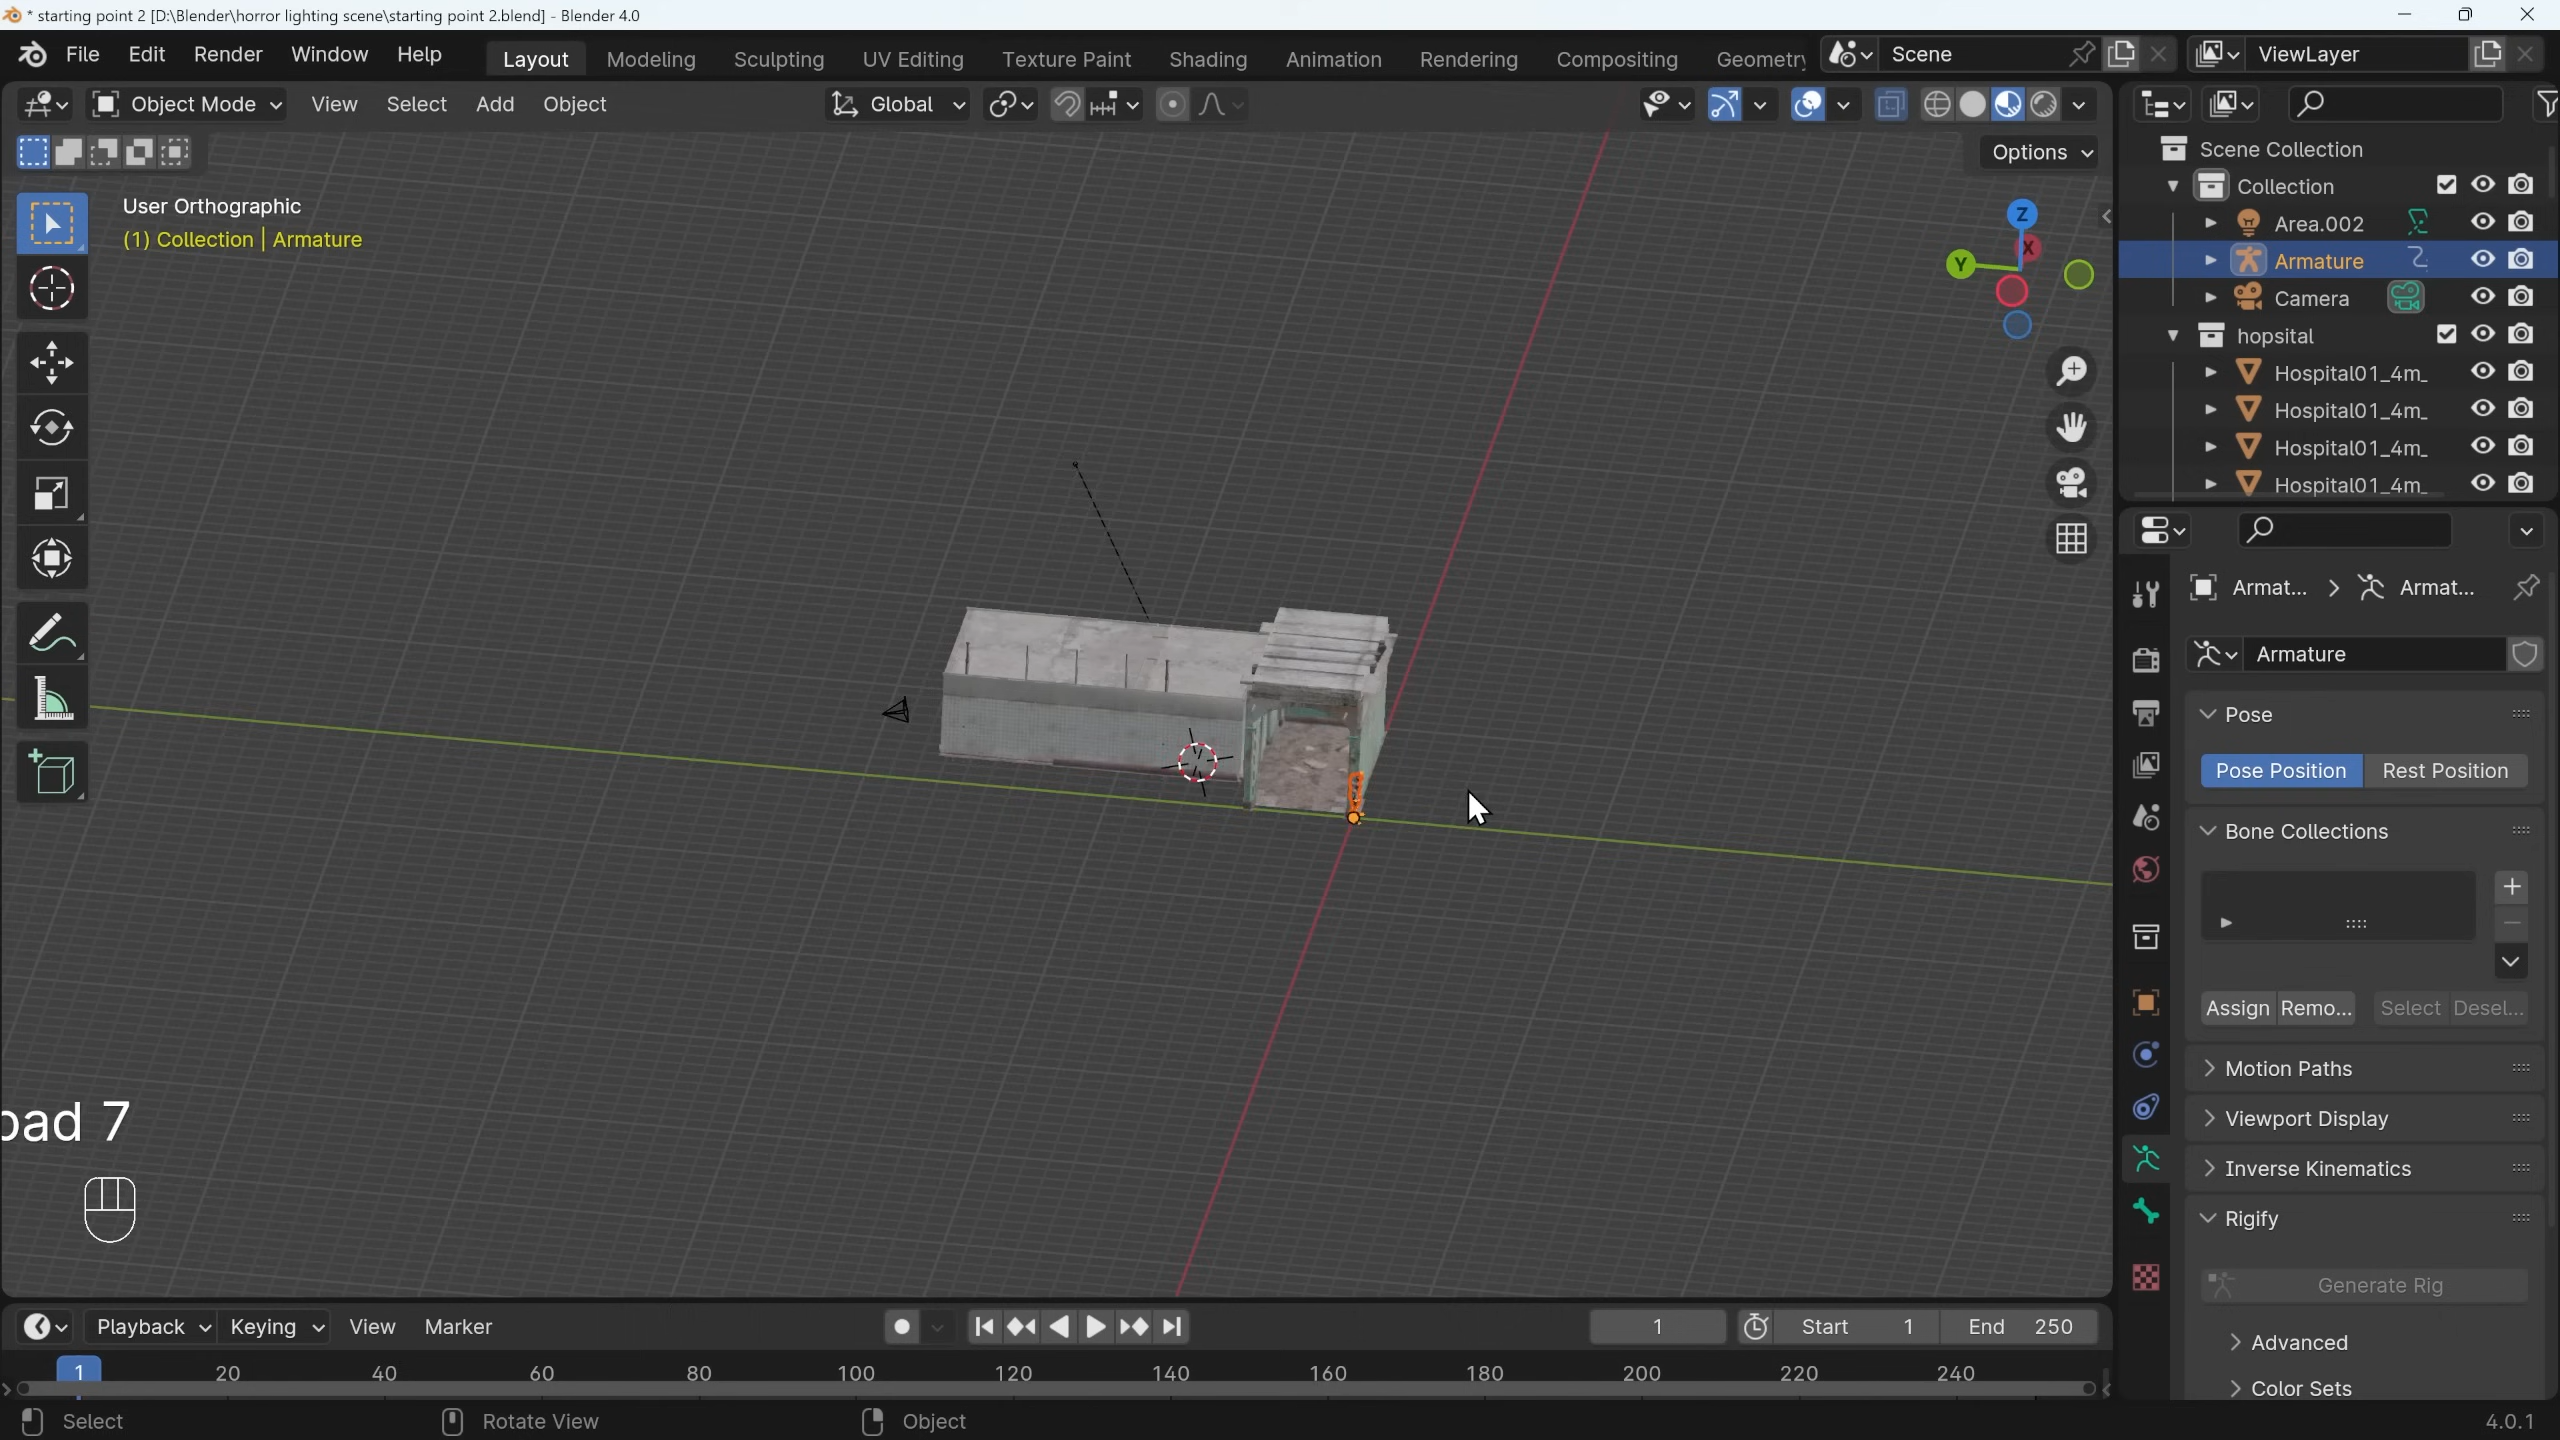 * starting point 2 [D:\Blender\horror lighting scene\starting point 2.blend] - Blender 4.0
File Edit Render Window Help Layout Modeling Sculpting UV Editing Texture Paint Shading Animation Rendering Compositing Geometry Scene ViewLayer
Object Mode View Select Add Object Global
Options
User Orthographic
(1) Collection | Armature
Z
X
Y
Scene Collection
Collection
Area.002
Armature
Camera
hopsital
Hospital01_4m_
Hospital01_4m_
Hospital01_4m_
Hospital01_4m_
Armat... Armat...
Armature
Pose
Pose Position Rest Position
Bone Collections
Assign Remo... Select Desel...
Motion Paths
Viewport Display
Inverse Kinematics
Rigify
Generate Rig
Advanced
Color Sets
pad 7
Playback Keying View Marker 1 Start 1 End 250
1 20 40 60 80 100 120 140 160 180 200 220 240
Select Rotate View Object 4.0.1